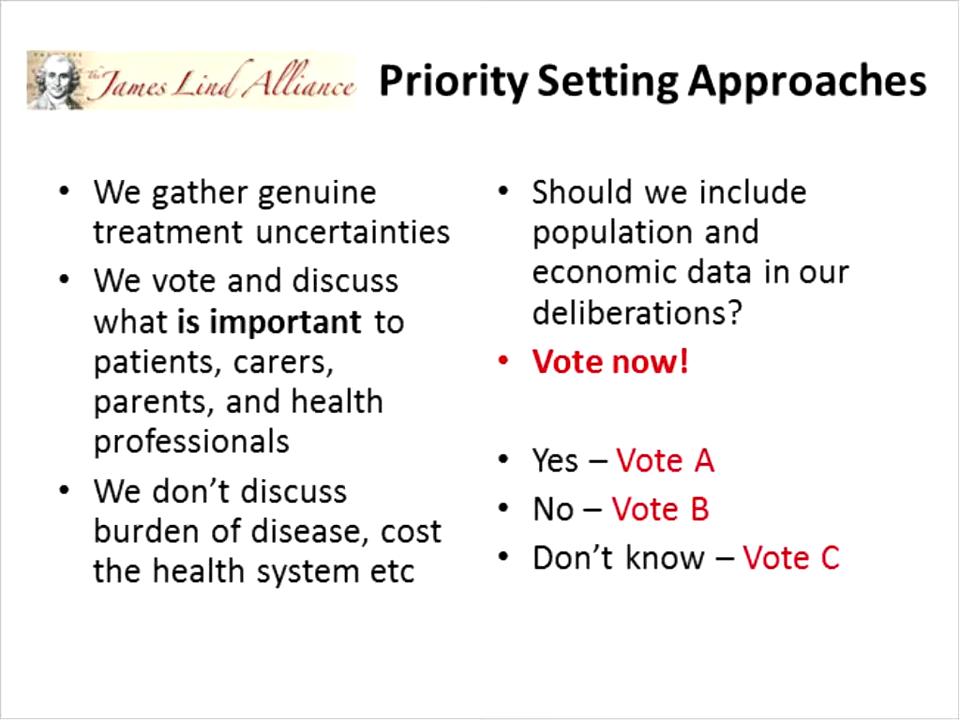 The James Lind Alliance Priority Setting Approaches
• We gather genuine
treatment uncertainties
• We vote and discuss
what is important to
patients, carers,
parents, and health
professionals
• We don’t discuss
burden of disease, cost
the health system etc
• Should we include
population and
economic data in our
deliberations?
• Vote now!
• Yes – Vote A
• No – Vote B
• Don’t know – Vote C